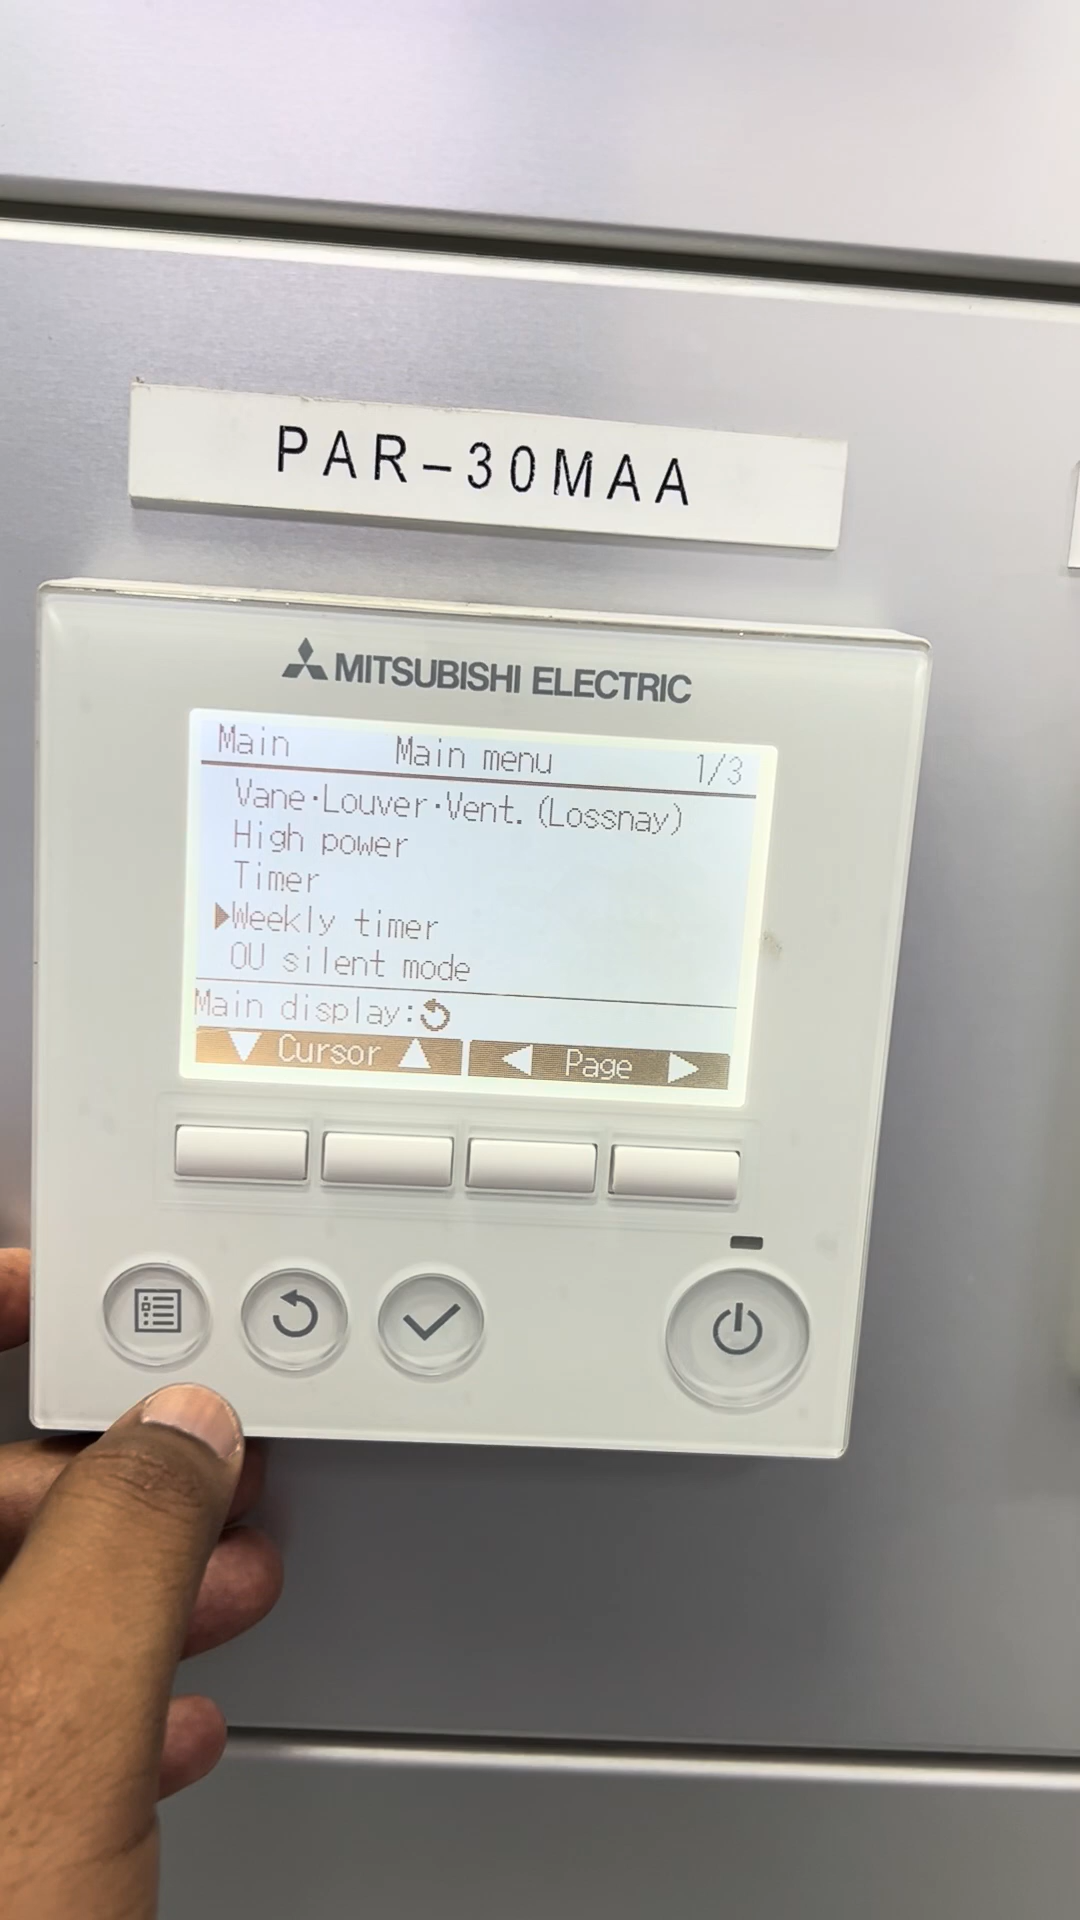 PAR-30MAA
MITSUBISHI ELECTRIC
Main Main menu 1/3
Vane·Louver·Vent. (Lossnay)
High power
Timer
▶Weekly timer
OU silent mode
Main display:↺
▼ Cursor ▲ ◀ Page ▶